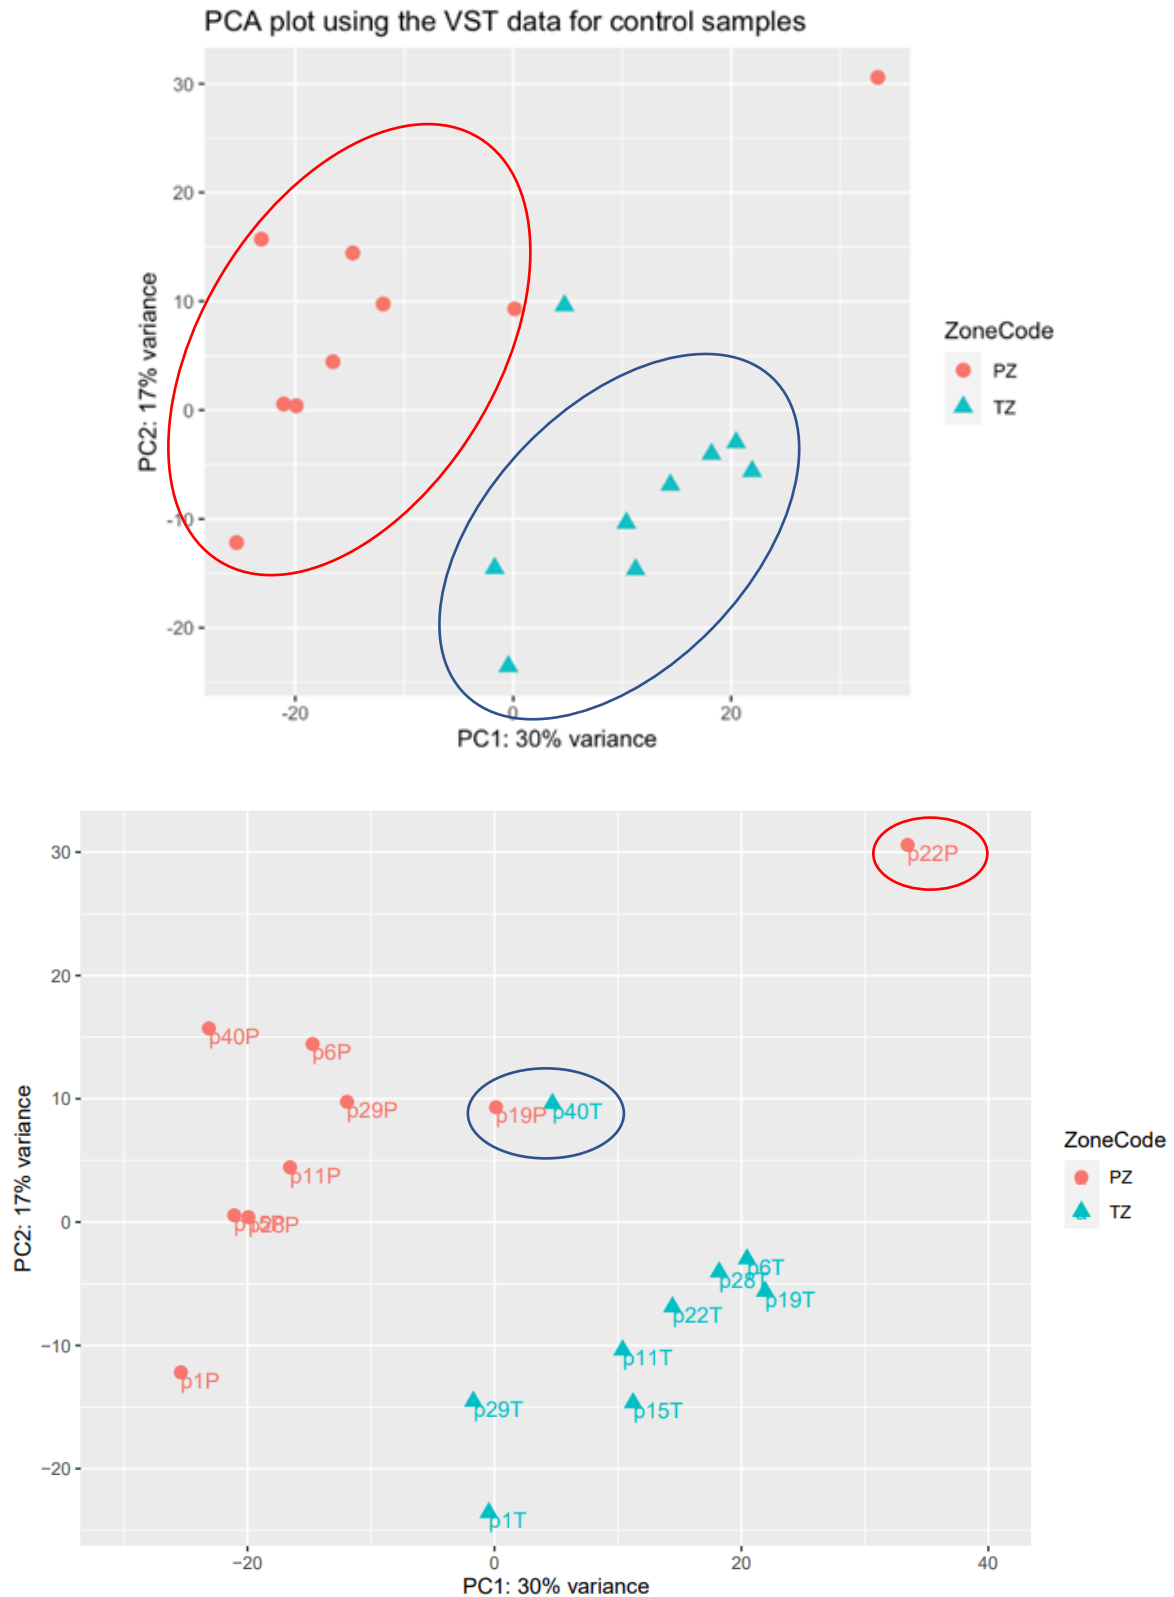 PCA plot using the VST data for control samples
30
20
10
0
-10
-20
PC2: 17% variance
-20
0
20
PC1: 30% variance
ZoneCode
PZ
TZ
30
20
10
0
−10
−20
PC2: 17% variance
p22P
p40P
p6P
p29P
p19P
p40T
p11P
p28P
p6T
p28T
p19T
p22T
p11T
p1P
p29T
p15T
p1T
−20
0
20
40
PC1: 30% variance
ZoneCode
PZ
TZ